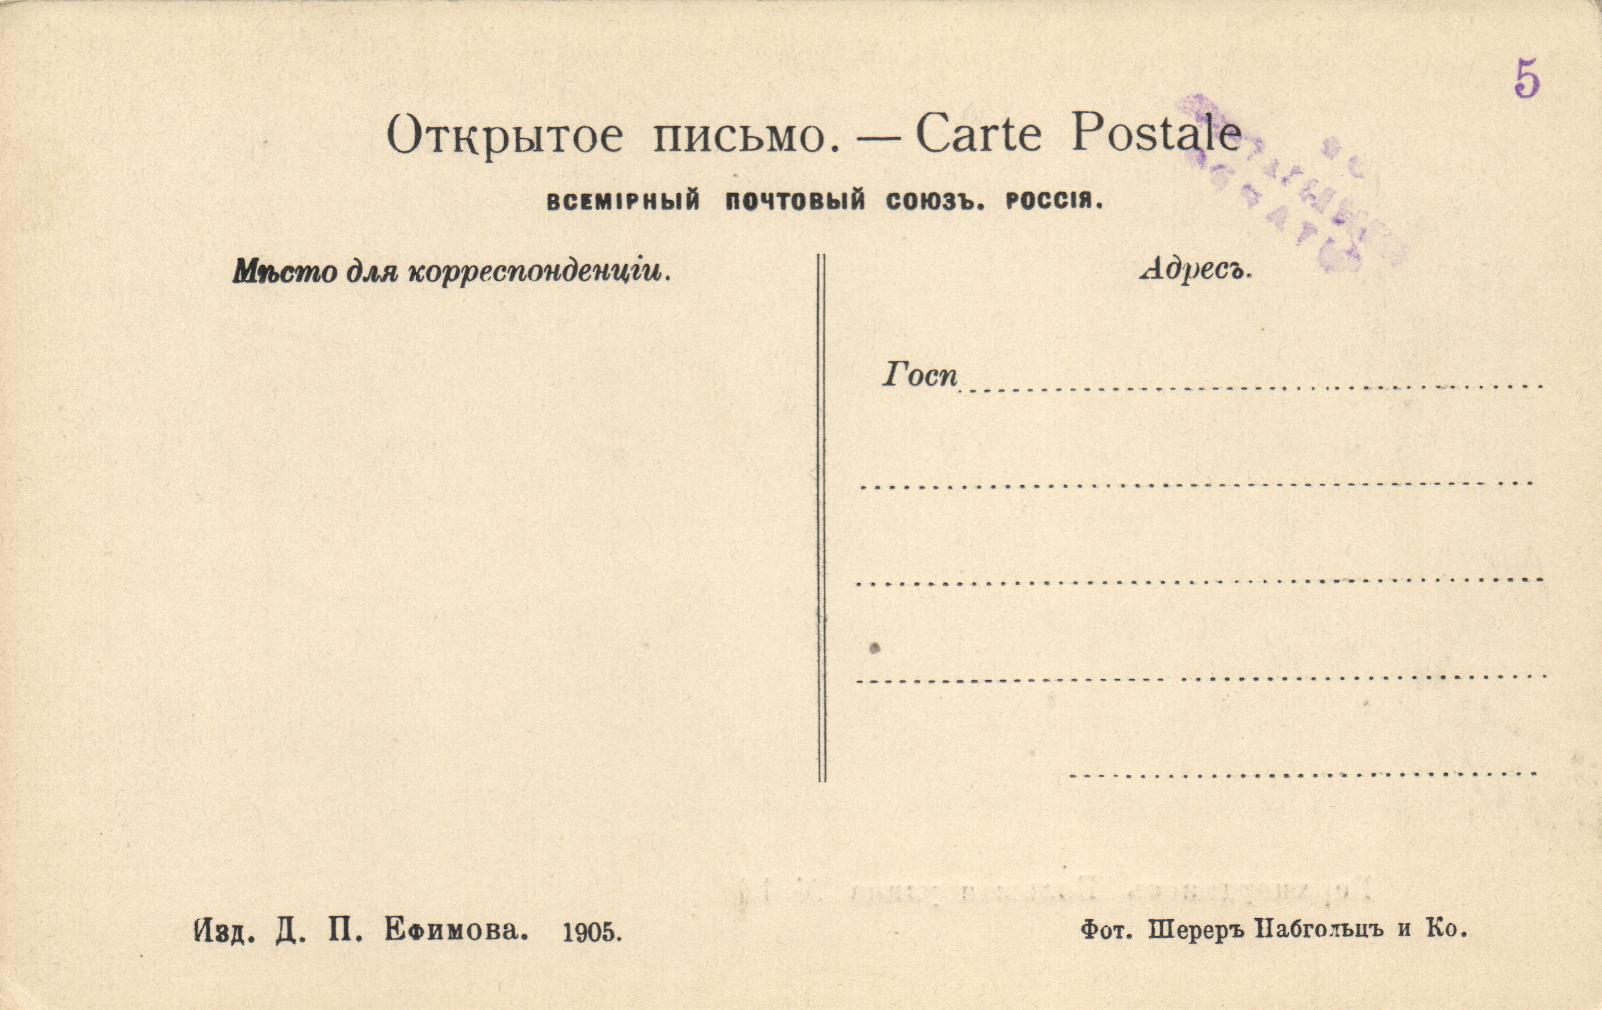 5
Открытое письмо. — Carte Postale
ВСЕМІРНЫЙ ПОЧТОВЫЙ СОЮЗЪ. РОССІЯ.
Мѣсто для корреспонденціи.
Адресъ.
Госп
Изд. Д. П. Ефимова. 1905.
Фот. Шереръ Набгольцъ и Ко.